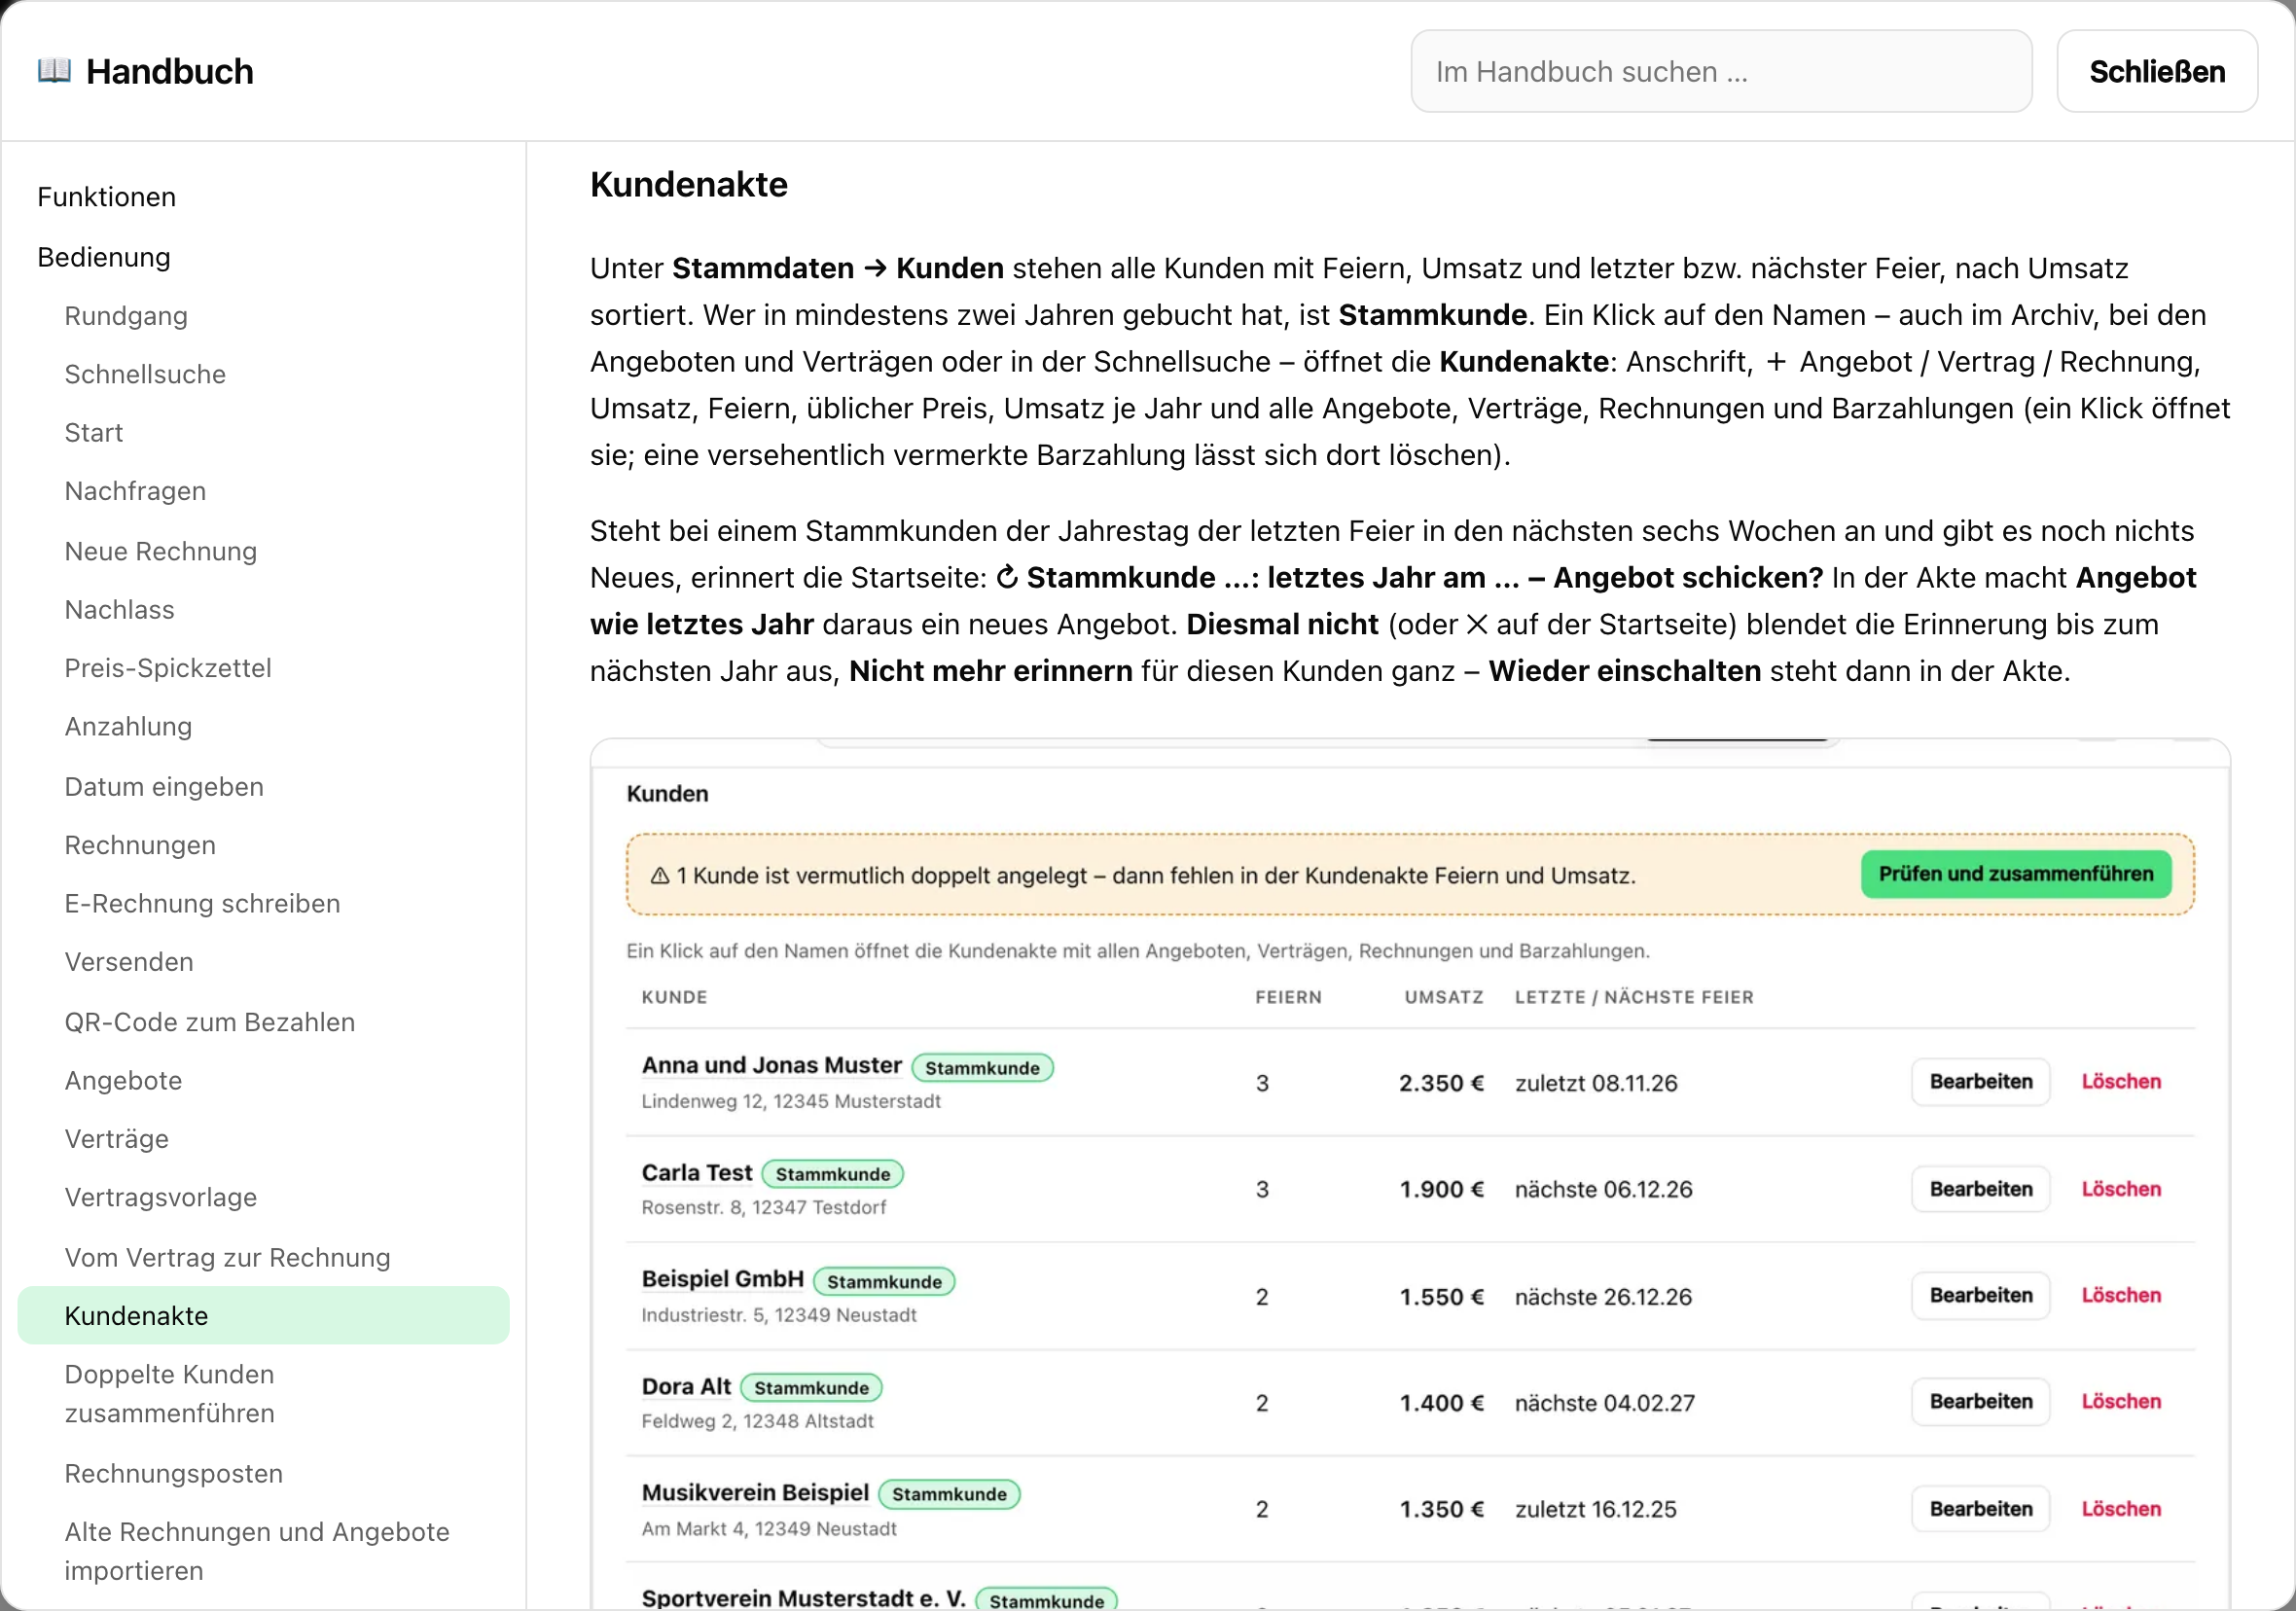 Handbuch
Im Handbuch suchen ...
Schließen
Funktionen
Bedienung
Rundgang
Schnellsuche
Start
Nachfragen
Neue Rechnung
Nachlass
Preis-Spickzettel
Anzahlung
Datum eingeben
Rechnungen
E-Rechnung schreiben
Versenden
QR-Code zum Bezahlen
Angebote
Verträge
Vertragsvorlage
Vom Vertrag zur Rechnung
Kundenakte
Doppelte Kunden
zusammenführen
Rechnungsposten
Alte Rechnungen und Angebote
importieren
Kundenakte
Unter Stammdaten → Kunden stehen alle Kunden mit Feiern, Umsatz und letzter bzw. nächster Feier, nach Umsatz
sortiert. Wer in mindestens zwei Jahren gebucht hat, ist Stammkunde. Ein Klick auf den Namen – auch im Archiv, bei den
Angeboten und Verträgen oder in der Schnellsuche – öffnet die Kundenakte: Anschrift, + Angebot / Vertrag / Rechnung,
Umsatz, Feiern, üblicher Preis, Umsatz je Jahr und alle Angebote, Verträge, Rechnungen und Barzahlungen (ein Klick öffnet
sie; eine versehentlich vermerkte Barzahlung lässt sich dort löschen).
Steht bei einem Stammkunden der Jahrestag der letzten Feier in den nächsten sechs Wochen an und gibt es noch nichts
Neues, erinnert die Startseite: ↻ Stammkunde ...: letztes Jahr am ... – Angebot schicken? In der Akte macht Angebot
wie letztes Jahr daraus ein neues Angebot. Diesmal nicht (oder × auf der Startseite) blendet die Erinnerung bis zum
nächsten Jahr aus, Nicht mehr erinnern für diesen Kunden ganz – Wieder einschalten steht dann in der Akte.
Kunden
⚠ 1 Kunde ist vermutlich doppelt angelegt – dann fehlen in der Kundenakte Feiern und Umsatz.
Prüfen und zusammenführen
Ein Klick auf den Namen öffnet die Kundenakte mit allen Angeboten, Verträgen, Rechnungen und Barzahlungen.
KUNDE FEIERN UMSATZ LETZTE / NÄCHSTE FEIER
Anna und Jonas Muster Stammkunde
Lindenweg 12, 12345 Musterstadt
3 2.350 € zuletzt 08.11.26 Bearbeiten Löschen
Carla Test Stammkunde
Rosenstr. 8, 12347 Testdorf
3 1.900 € nächste 06.12.26 Bearbeiten Löschen
Beispiel GmbH Stammkunde
Industriestr. 5, 12349 Neustadt
2 1.550 € nächste 26.12.26 Bearbeiten Löschen
Dora Alt Stammkunde
Feldweg 2, 12348 Altstadt
2 1.400 € nächste 04.02.27 Bearbeiten Löschen
Musikverein Beispiel Stammkunde
Am Markt 4, 12349 Neustadt
2 1.350 € zuletzt 16.12.25 Bearbeiten Löschen
Sportverein Musterstadt e. V. Stammkunde